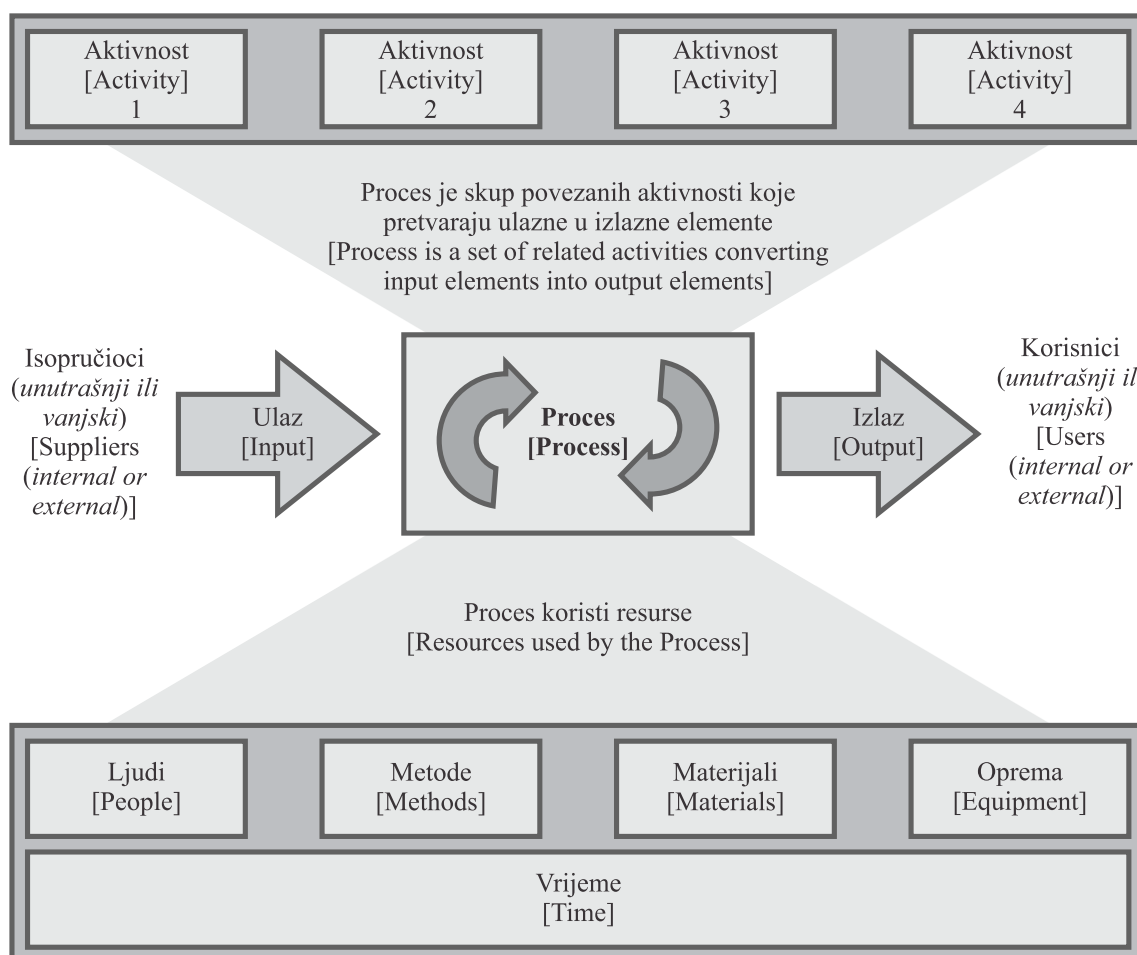 Aktivnost
[Activity]
1
Aktivnost
[Activity]
2
Aktivnost
[Activity]
3
Aktivnost
[Activity]
4
Proces je skup povezanih aktivnosti koje
pretvaraju ulazne u izlazne elemente
[Process is a set of related activities converting
input elements into output elements]
Isopručioci
(unutrašnji ili
vanjski)
[Suppliers
(internal or
external)]
Ulaz
[Input]
Proces
[Process]
Izlaz
[Output]
Korisnici
(unutrašnji il
vanjski)
[Users
(internal or
external)]
Proces koristi resurse
[Resources used by the Process]
Ljudi
[People]
Metode
[Methods]
Materijali
[Materials]
Oprema
[Equipment]
Vrijeme
[Time]